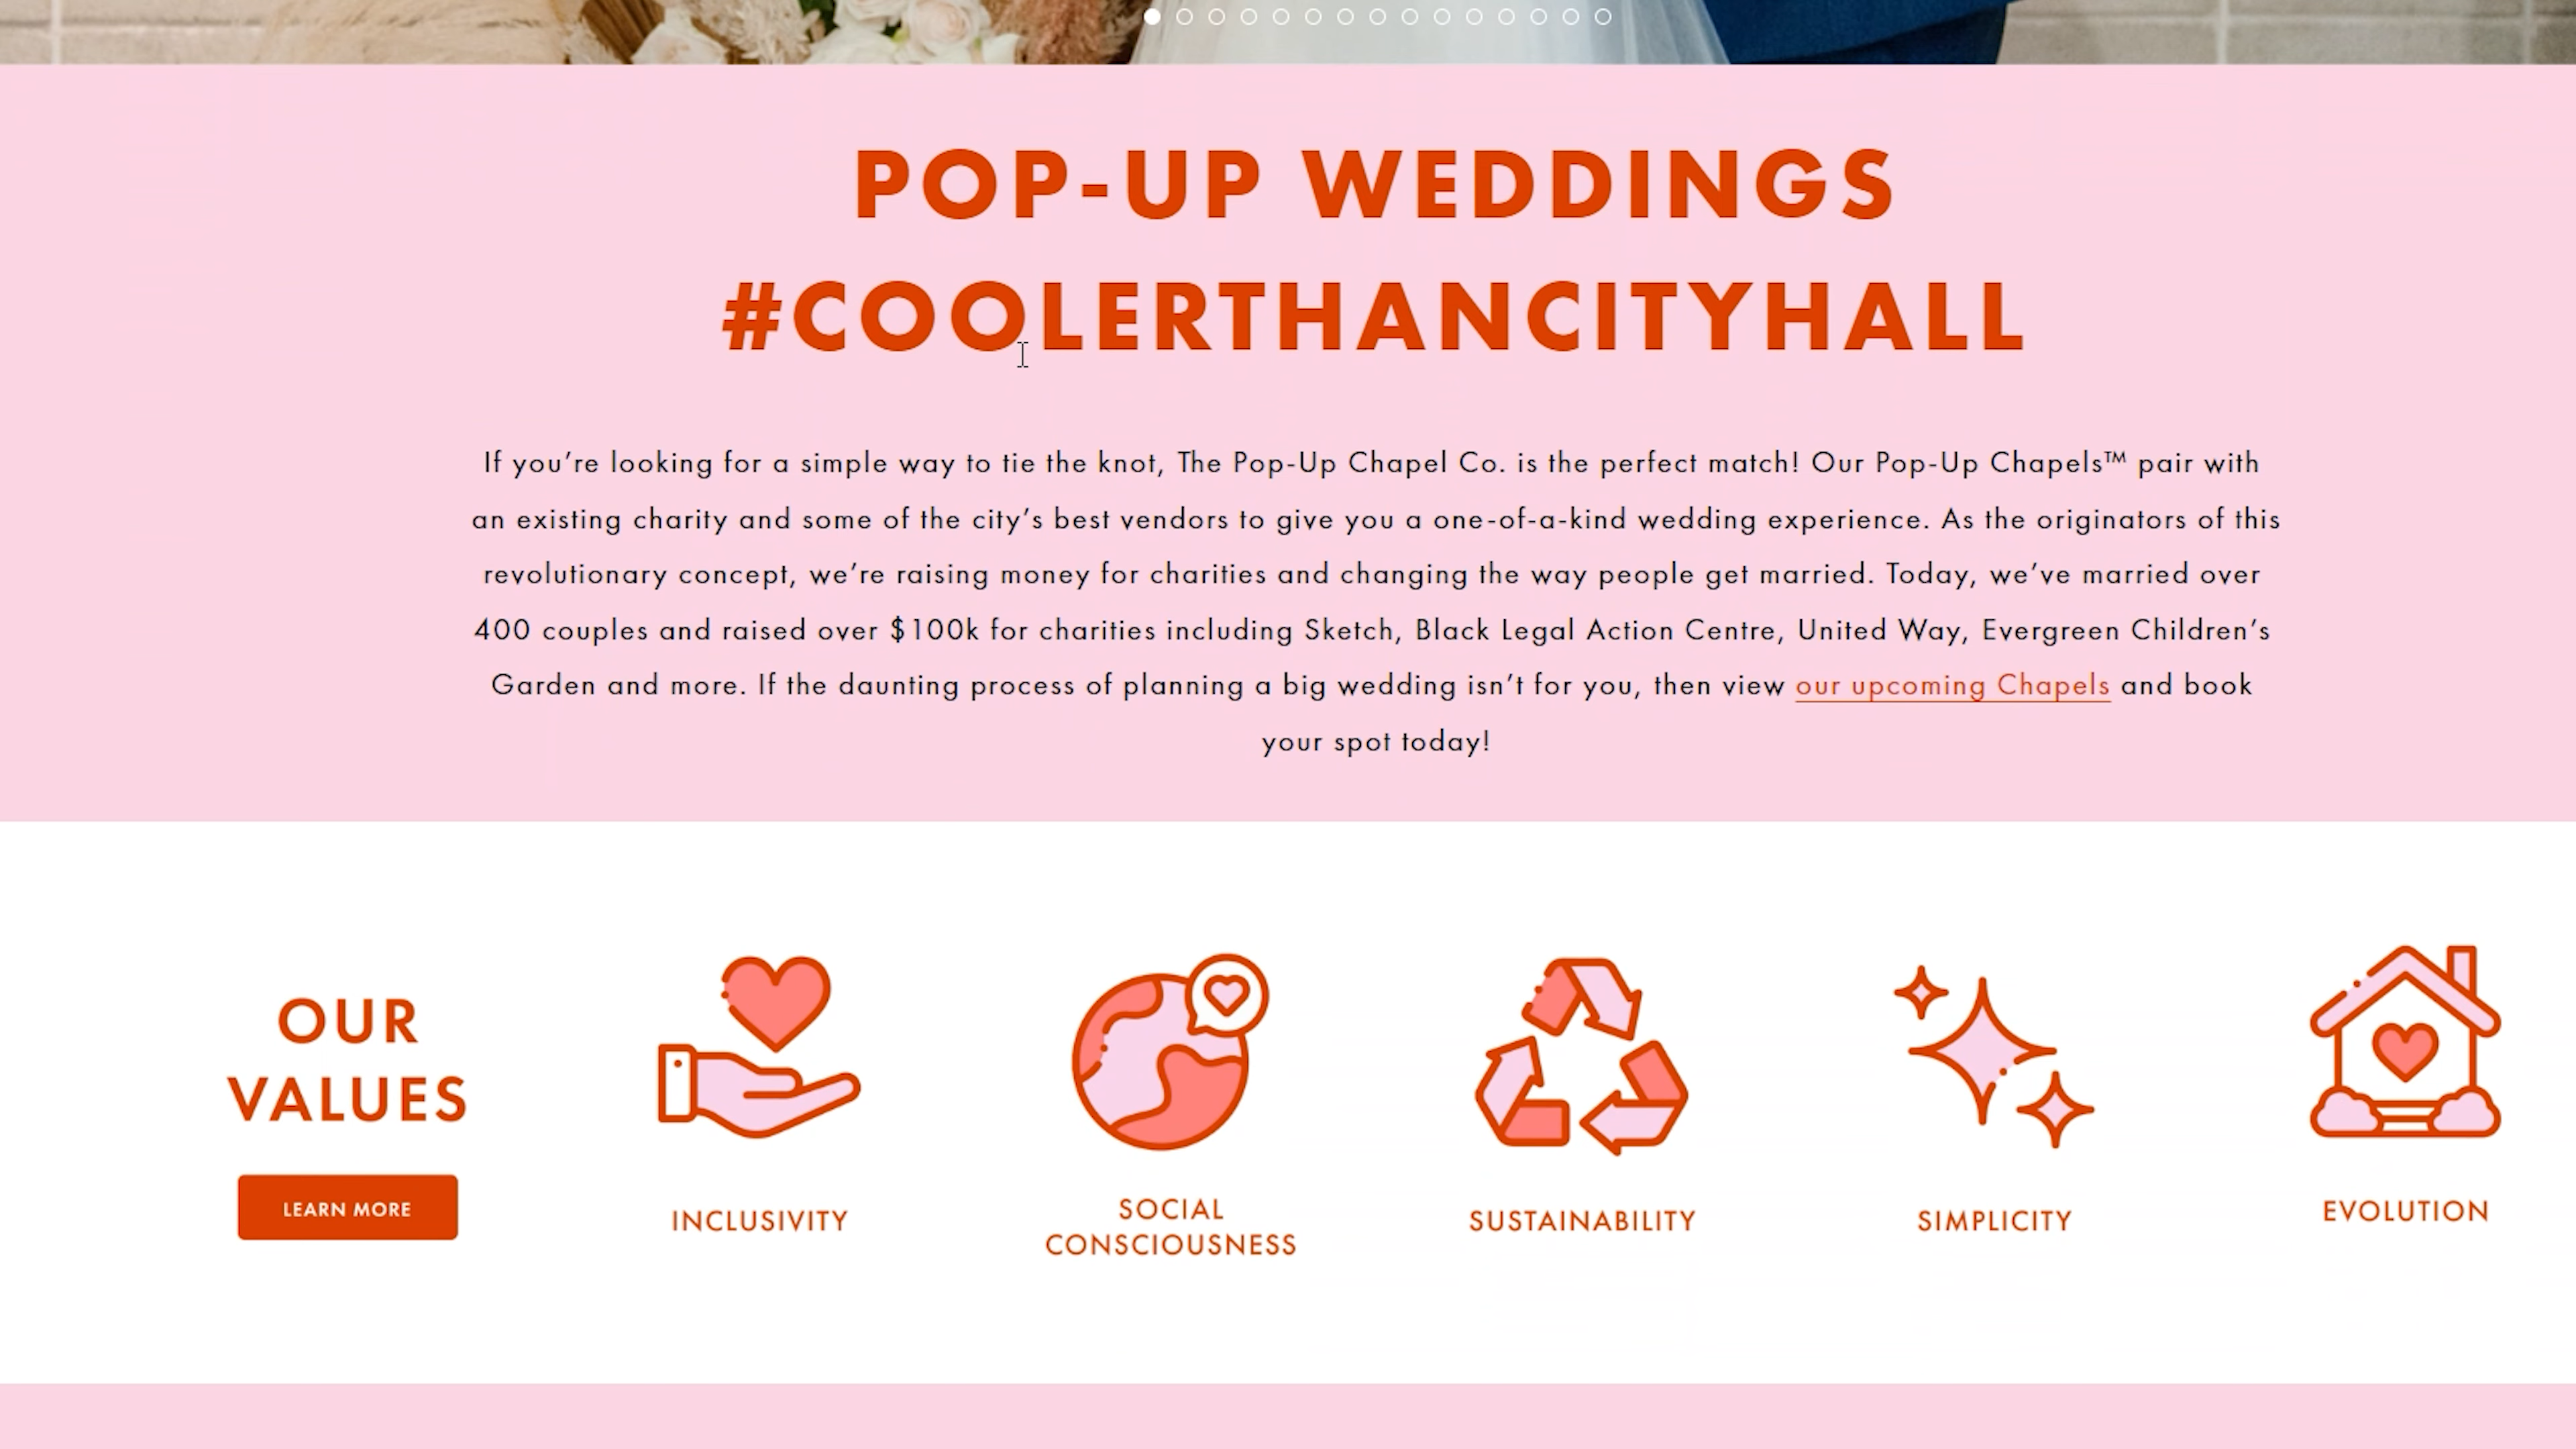 POP-UP WEDDINGS
#COOLERTHANCITYHALL
If you’re looking for a simple way to tie the knot, The Pop-Up Chapel Co. is the perfect match! Our Pop-Up Chapels™ pair with
an existing charity and some of the city’s best vendors to give you a one-of-a-kind wedding experience. As the originators of this
revolutionary concept, we’re raising money for charities and changing the way people get married. Today, we’ve married over
400 couples and raised over $100k for charities including Sketch, Black Legal Action Centre, United Way, Evergreen Children’s
Garden and more. If the daunting process of planning a big wedding isn’t for you, then view our upcoming Chapels and book
your spot today!
OUR
VALUES
LEARN MORE
INCLUSIVITY
SOCIAL
CONSCIOUSNESS
SUSTAINABILITY
SIMPLICITY
EVOLUTION